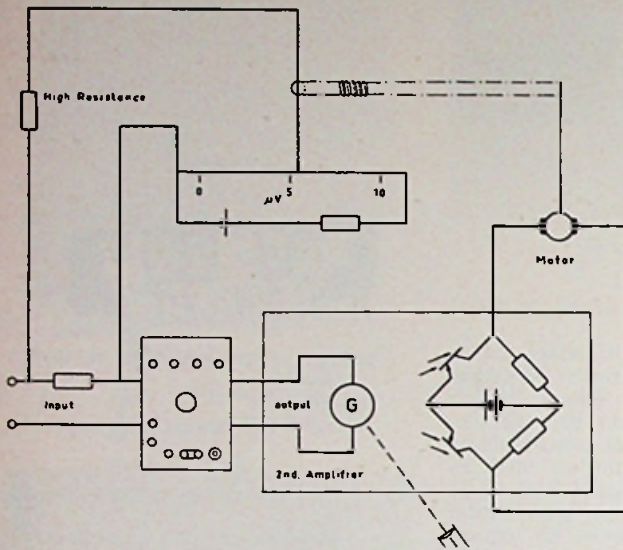 High Resistance
0 5 10
μV
Motor
Input
output
G
2nd. Amplifier